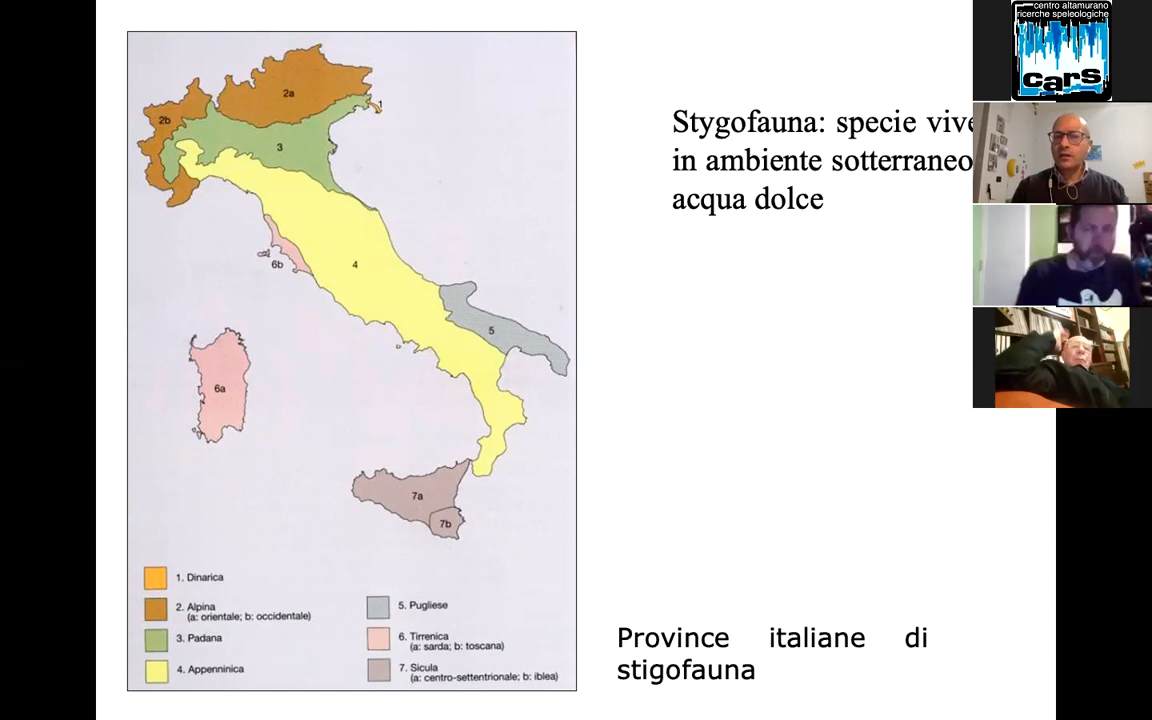 centro altamurano
ricerche speleologiche
cars
2a
1
2b
3
Stygofauna: specie vive
in ambiente sotterraneo
acqua dolce
4
6b
5
6a
7a
7b
1. Dinarica
2. Alpina
(a: orientale; b: occidentale)
3. Padana
4. Appenninica
5. Pugliese
6. Tirrenica
(a: sarda; b: toscana)
7. Sicula
(a: centro-settentrionale; b: iblea)
Province italiane di
stigofauna